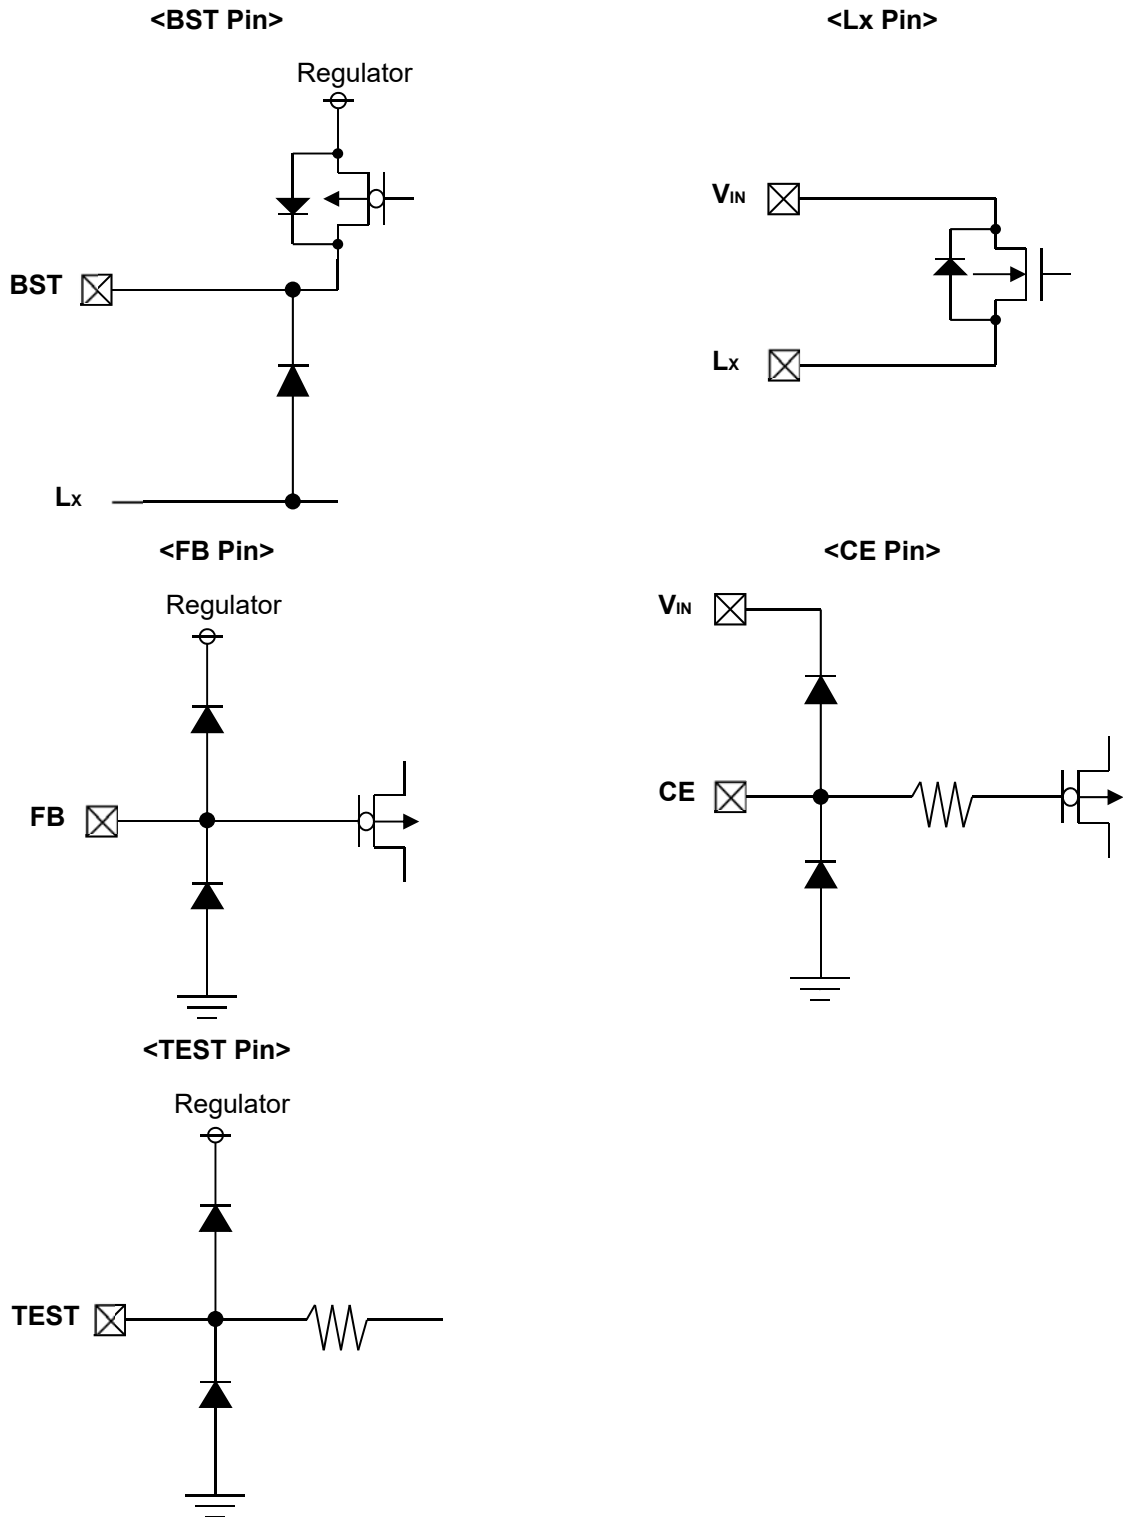 <BST Pin>
Regulator
BST
LX
<Lx Pin>
VIN
LX
<FB Pin>
Regulator
FB
<CE Pin>
VIN
CE
<TEST Pin>
Regulator
TEST